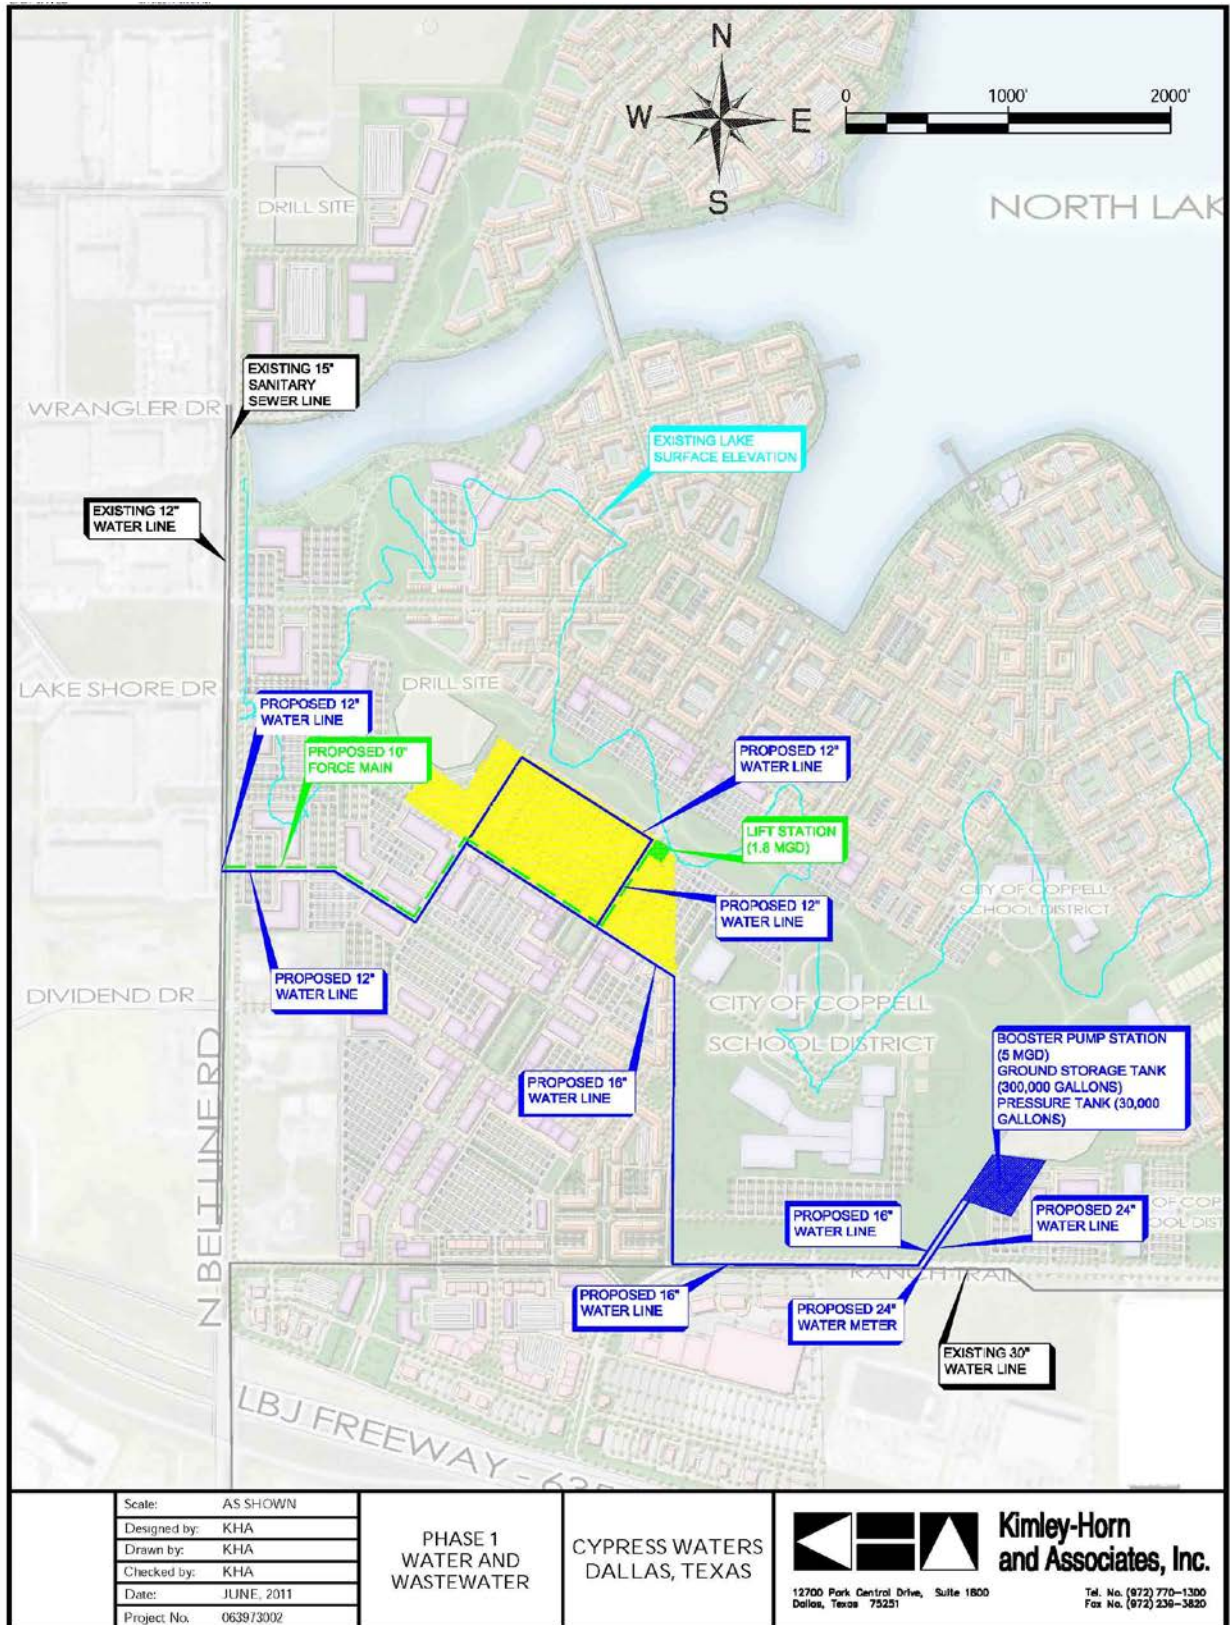 N
W
E
S
0
1000'
2000'
NORTH LAK
DRILL SITE
EXISTING 15"
SANITARY
SEWER LINE
WRANGLER DR
EXISTING LAKE
SURFACE ELEVATION
EXISTING 12"
WATER LINE
LAKE SHORE DR
DRILL SITE
PROPOSED 12"
WATER LINE
PROPOSED 10"
FORCE MAIN
PROPOSED 12"
WATER LINE
LIFT STATION
(1.8 MGD)
CITY OF COPPELL
SCHOOL DISTRICT
PROPOSED 12"
WATER LINE
PROPOSED 12"
WATER LINE
DIVIDEND DR
CITY OF COPPELL
SCHOOL DISTRICT
BOOSTER PUMP STATION
(5 MGD)
GROUND STORAGE TANK
(300,000 GALLONS)
PRESSURE TANK (30,000
GALLONS)
PROPOSED 16"
WATER LINE
N BELT LINE RD
PROPOSED 16"
WATER LINE
PROPOSED 24"
WATER LINE
OF COP
OOL DIST
RANCH TRAIL
PROPOSED 16"
WATER LINE
PROPOSED 24"
WATER METER
EXISTING 30"
WATER LINE
LBJ FREEWAY - 635
Scale: AS SHOWN
Designed by: KHA
Drawn by: KHA
Checked by: KHA
Date: JUNE, 2011
Project No. 063973002
PHASE 1
WATER AND
WASTEWATER
CYPRESS WATERS
DALLAS, TEXAS
Kimley-Horn
and Associates, Inc.
12700 Park Central Drive, Suite 1800
Dallas, Texas 75251
Tel. No. (972) 770-1300
Fax No. (972) 239-3820